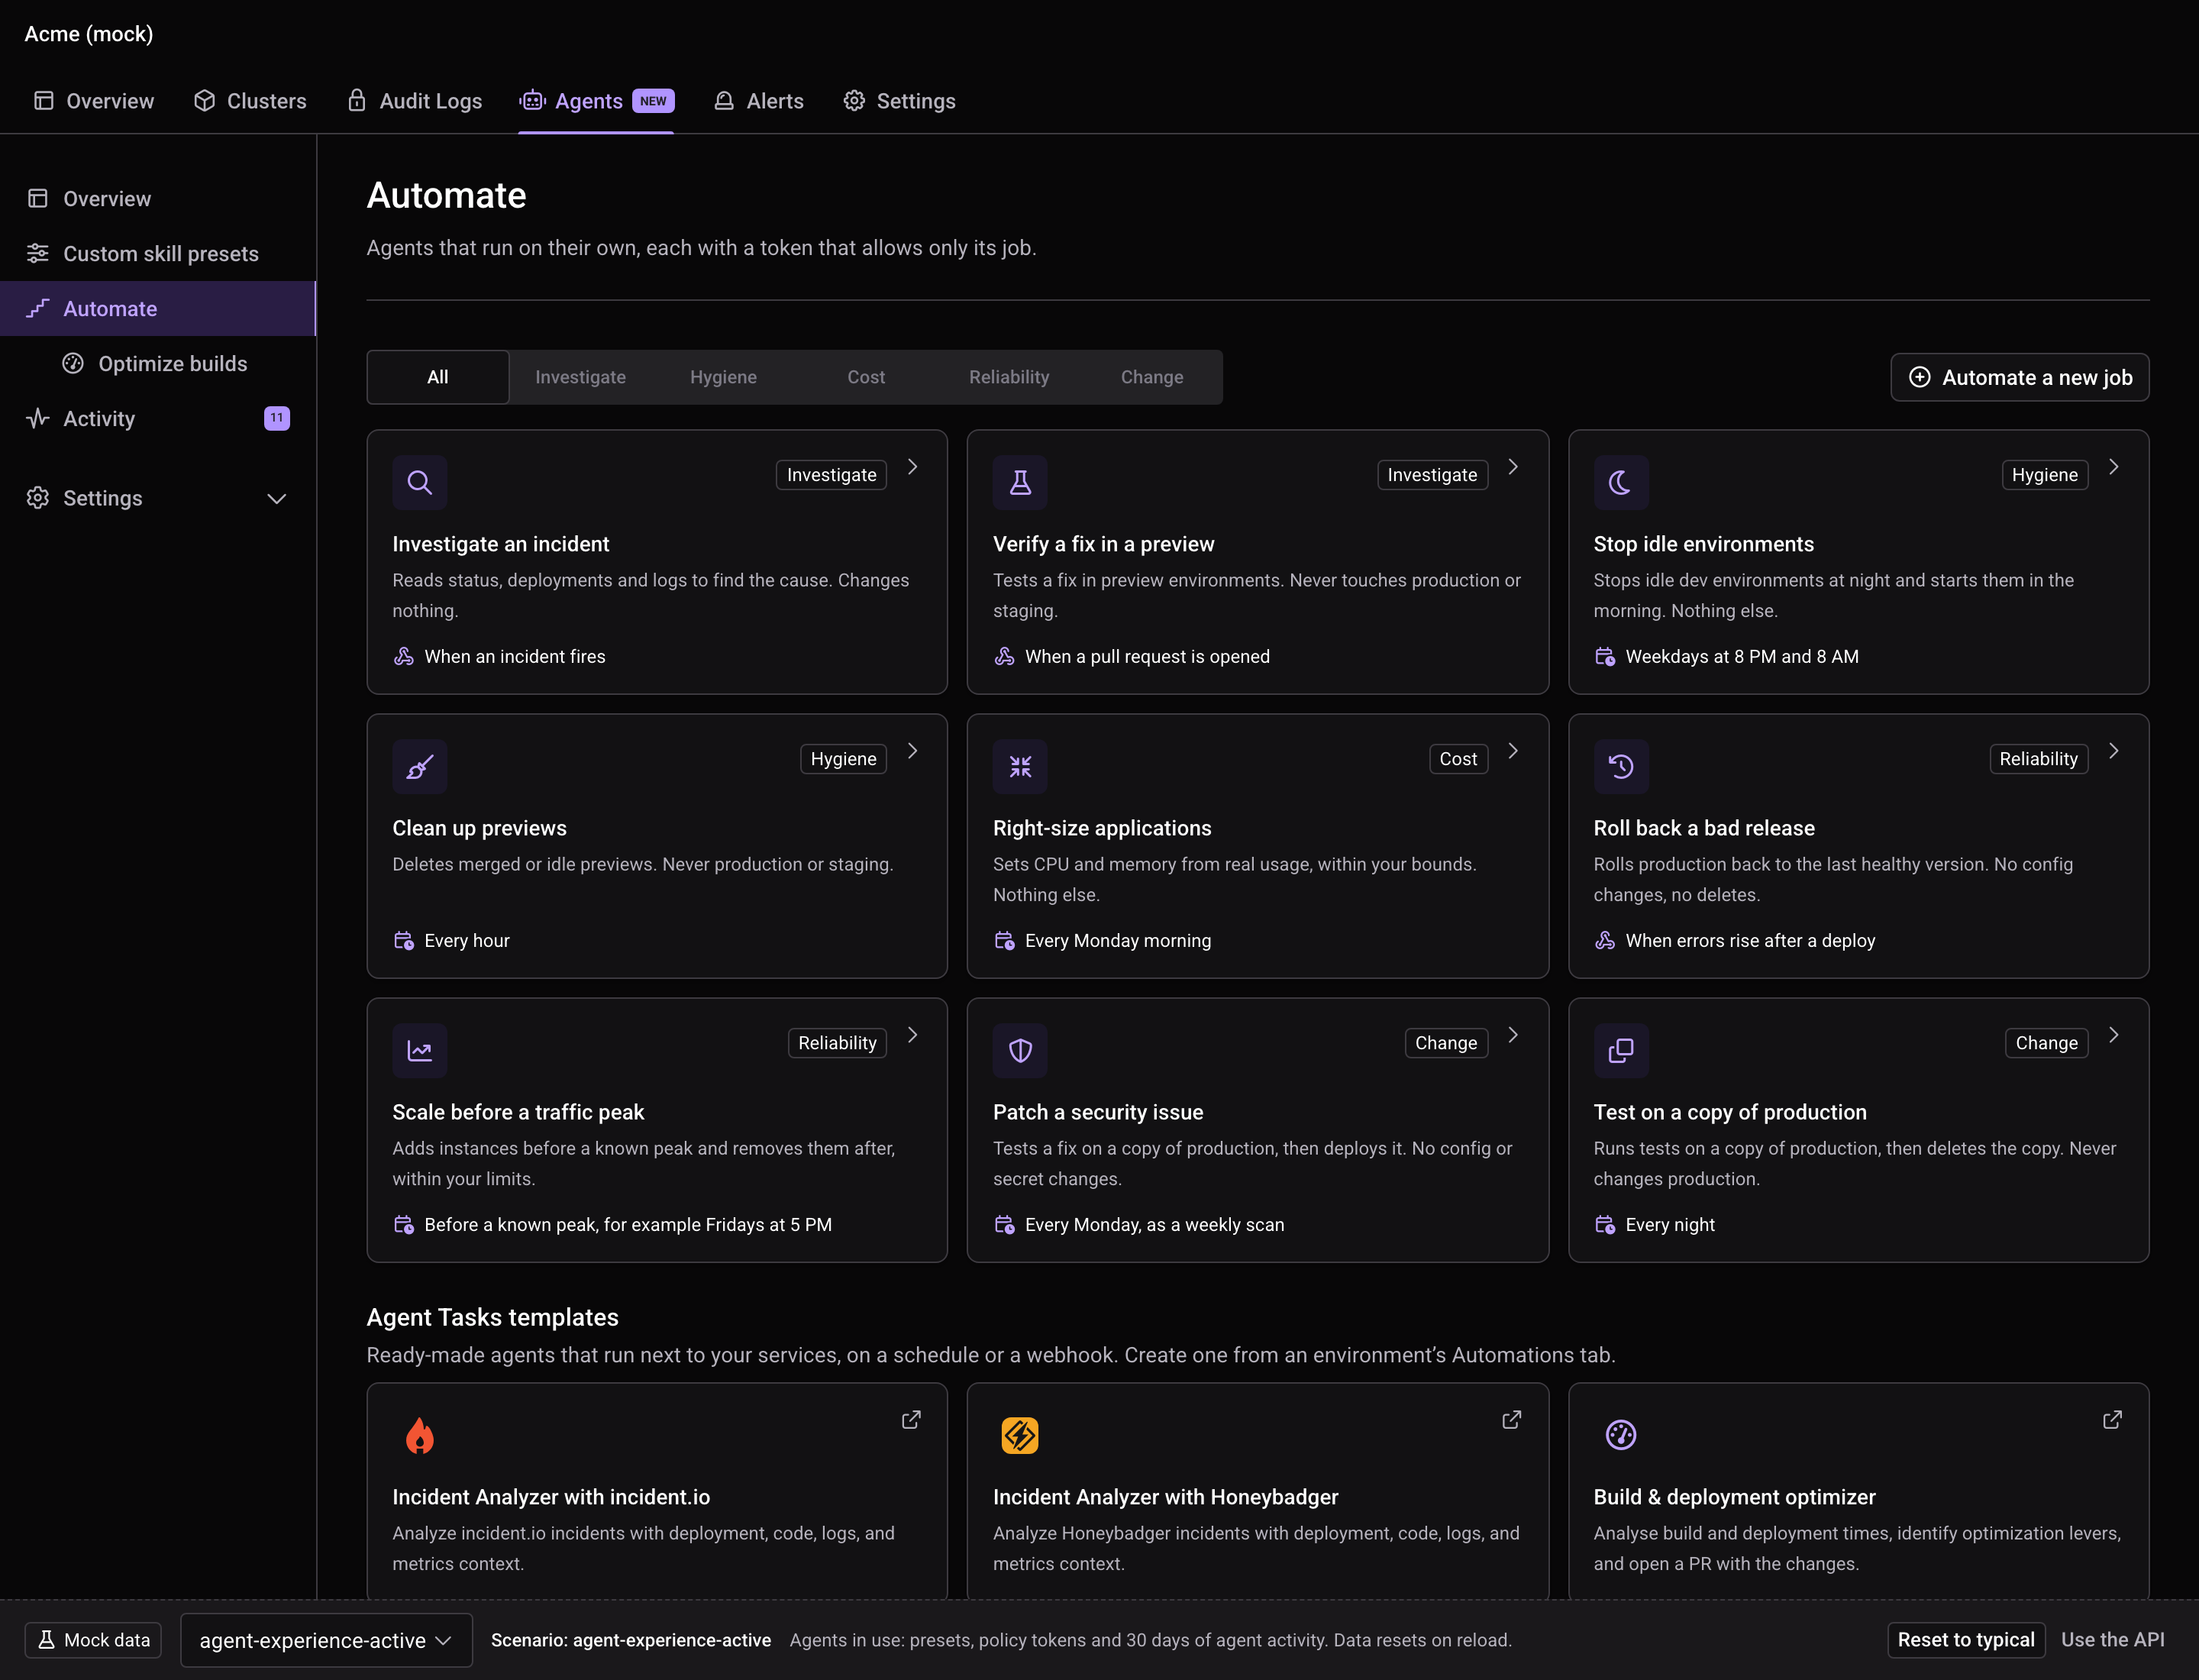 Acme (mock)
Overview
Clusters
Audit Logs
Agents NEW
Alerts
Settings
Overview
Custom skill presets
Automate
Optimize builds
Activity 11
Settings
Automate
Agents that run on their own, each with a token that allows only its job.
All
Investigate
Hygiene
Cost
Reliability
Change
Automate a new job
Investigate
Investigate an incident
Reads status, deployments and logs to find the cause. Changes
nothing.
When an incident fires
Investigate
Verify a fix in a preview
Tests a fix in preview environments. Never touches production or
staging.
When a pull request is opened
Hygiene
Stop idle environments
Stops idle dev environments at night and starts them in the
morning. Nothing else.
Weekdays at 8 PM and 8 AM
Hygiene
Clean up previews
Deletes merged or idle previews. Never production or staging.
Every hour
Cost
Right-size applications
Sets CPU and memory from real usage, within your bounds.
Nothing else.
Every Monday morning
Reliability
Roll back a bad release
Rolls production back to the last healthy version. No config
changes, no deletes.
When errors rise after a deploy
Reliability
Scale before a traffic peak
Adds instances before a known peak and removes them after,
within your limits.
Before a known peak, for example Fridays at 5 PM
Change
Patch a security issue
Tests a fix on a copy of production, then deploys it. No config or
secret changes.
Every Monday, as a weekly scan
Change
Test on a copy of production
Runs tests on a copy of production, then deletes the copy. Never
changes production.
Every night
Agent Tasks templates
Ready-made agents that run next to your services, on a schedule or a webhook. Create one from an environment’s Automations tab.
Incident Analyzer with incident.io
Analyze incident.io incidents with deployment, code, logs, and
metrics context.
Incident Analyzer with Honeybadger
Analyze Honeybadger incidents with deployment, code, logs, and
metrics context.
Build & deployment optimizer
Analyse build and deployment times, identify optimization levers,
and open a PR with the changes.
Mock data
agent-experience-active
Scenario: agent-experience-active
Agents in use: presets, policy tokens and 30 days of agent activity. Data resets on reload.
Reset to typical
Use the API